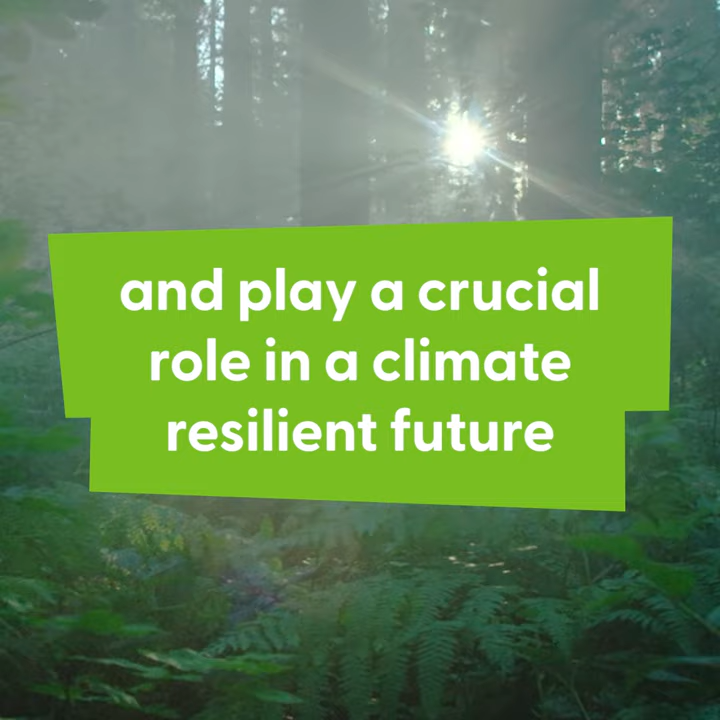 and play a crucial
role in a climate
resilient future